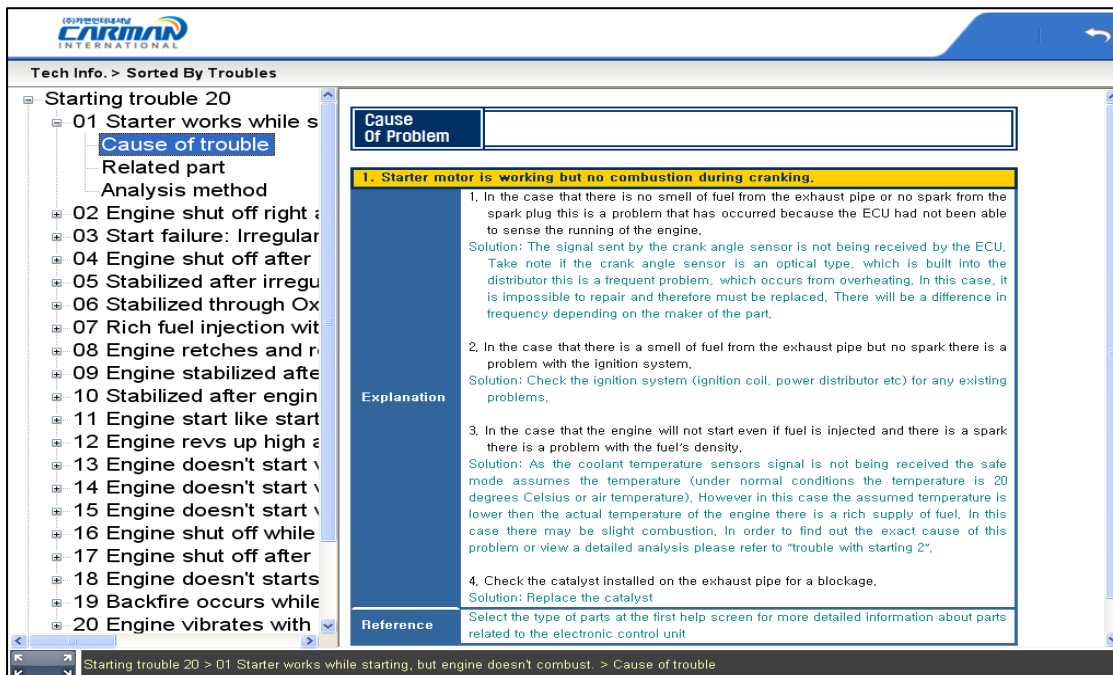 (주)카맨인터내셔날
CARMAN
INTERNATIONAL
Tech Info. > Sorted By Troubles
Starting trouble 20
01 Starter works while s
Cause of trouble
Related part
Analysis method
02 Engine shut off right a
03 Start failure: Irregular
04 Engine shut off after
05 Stabilized after irregu
06 Stabilized through Ox
07 Rich fuel injection wit
08 Engine retches and r
09 Engine stabilized afte
10 Stabilized after engin
11 Engine start like start
12 Engine revs up high a
13 Engine doesn't start v
14 Engine doesn't start v
15 Engine doesn't start v
16 Engine shut off while
17 Engine shut off after
18 Engine doesn't starts
19 Backfire occurs while
20 Engine vibrates with
Cause
Of Problem
1. Starter motor is working but no combustion during cranking.
Explanation
1. In the case that there is no smell of fuel from the exhaust pipe or no spark from the
spark plug this is a problem that has occurred because the ECU had not been able
to sense the running of the engine.
Solution: The signal sent by the crank angle sensor is not being received by the ECU.
Take note if the crank angle sensor is an optical type, which is built into the
distributor this is a frequent problem, which occurs from overheating. In this case, it
is impossible to repair and therefore must be replaced. There will be a difference in
frequency depending on the maker of the part.
2. In the case that there is a smell of fuel from the exhaust pipe but no spark there is a
problem with the ignition system.
Solution: Check the ignition system (ignition coil, power distributor etc) for any existing
problems.
3. In the case that the engine will not start even if fuel is injected and there is a spark
there is a problem with the fuel's density.
Solution: As the coolant temperature sensors signal is not being received the safe
mode assumes the temperature (under normal conditions the temperature is 20
degrees Celsius or air temperature). However in this case the assumed temperature is
lower then the actual temperature of the engine there is a rich supply of fuel. In this
case there may be slight combustion. In order to find out the exact cause of this
problem or view a detailed analysis please refer to "trouble with starting 2".
4. Check the catalyst installed on the exhaust pipe for a blockage.
Solution: Replace the catalyst
Reference
Select the type of parts at the first help screen for more detailed information about parts
related to the electronic control unit
Starting trouble 20 > 01 Starter works while starting, but engine doesn't combust. > Cause of trouble